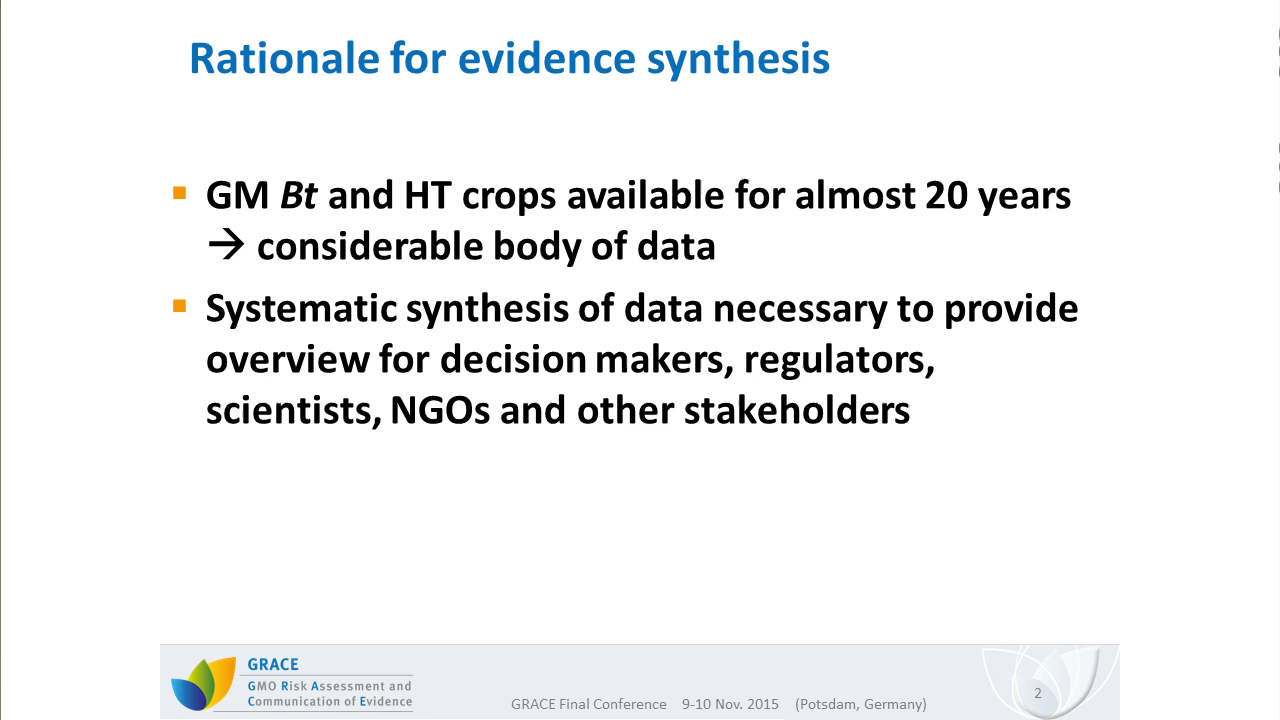 Rationale for evidence synthesis
▪ GM Bt and HT crops available for almost 20 years
→ considerable body of data
▪ Systematic synthesis of data necessary to provide
overview for decision makers, regulators,
scientists, NGOs and other stakeholders
GRACE
GMO Risk Assessment and
Communication of Evidence
GRACE Final Conference 9-10 Nov. 2015 (Potsdam, Germany)
2